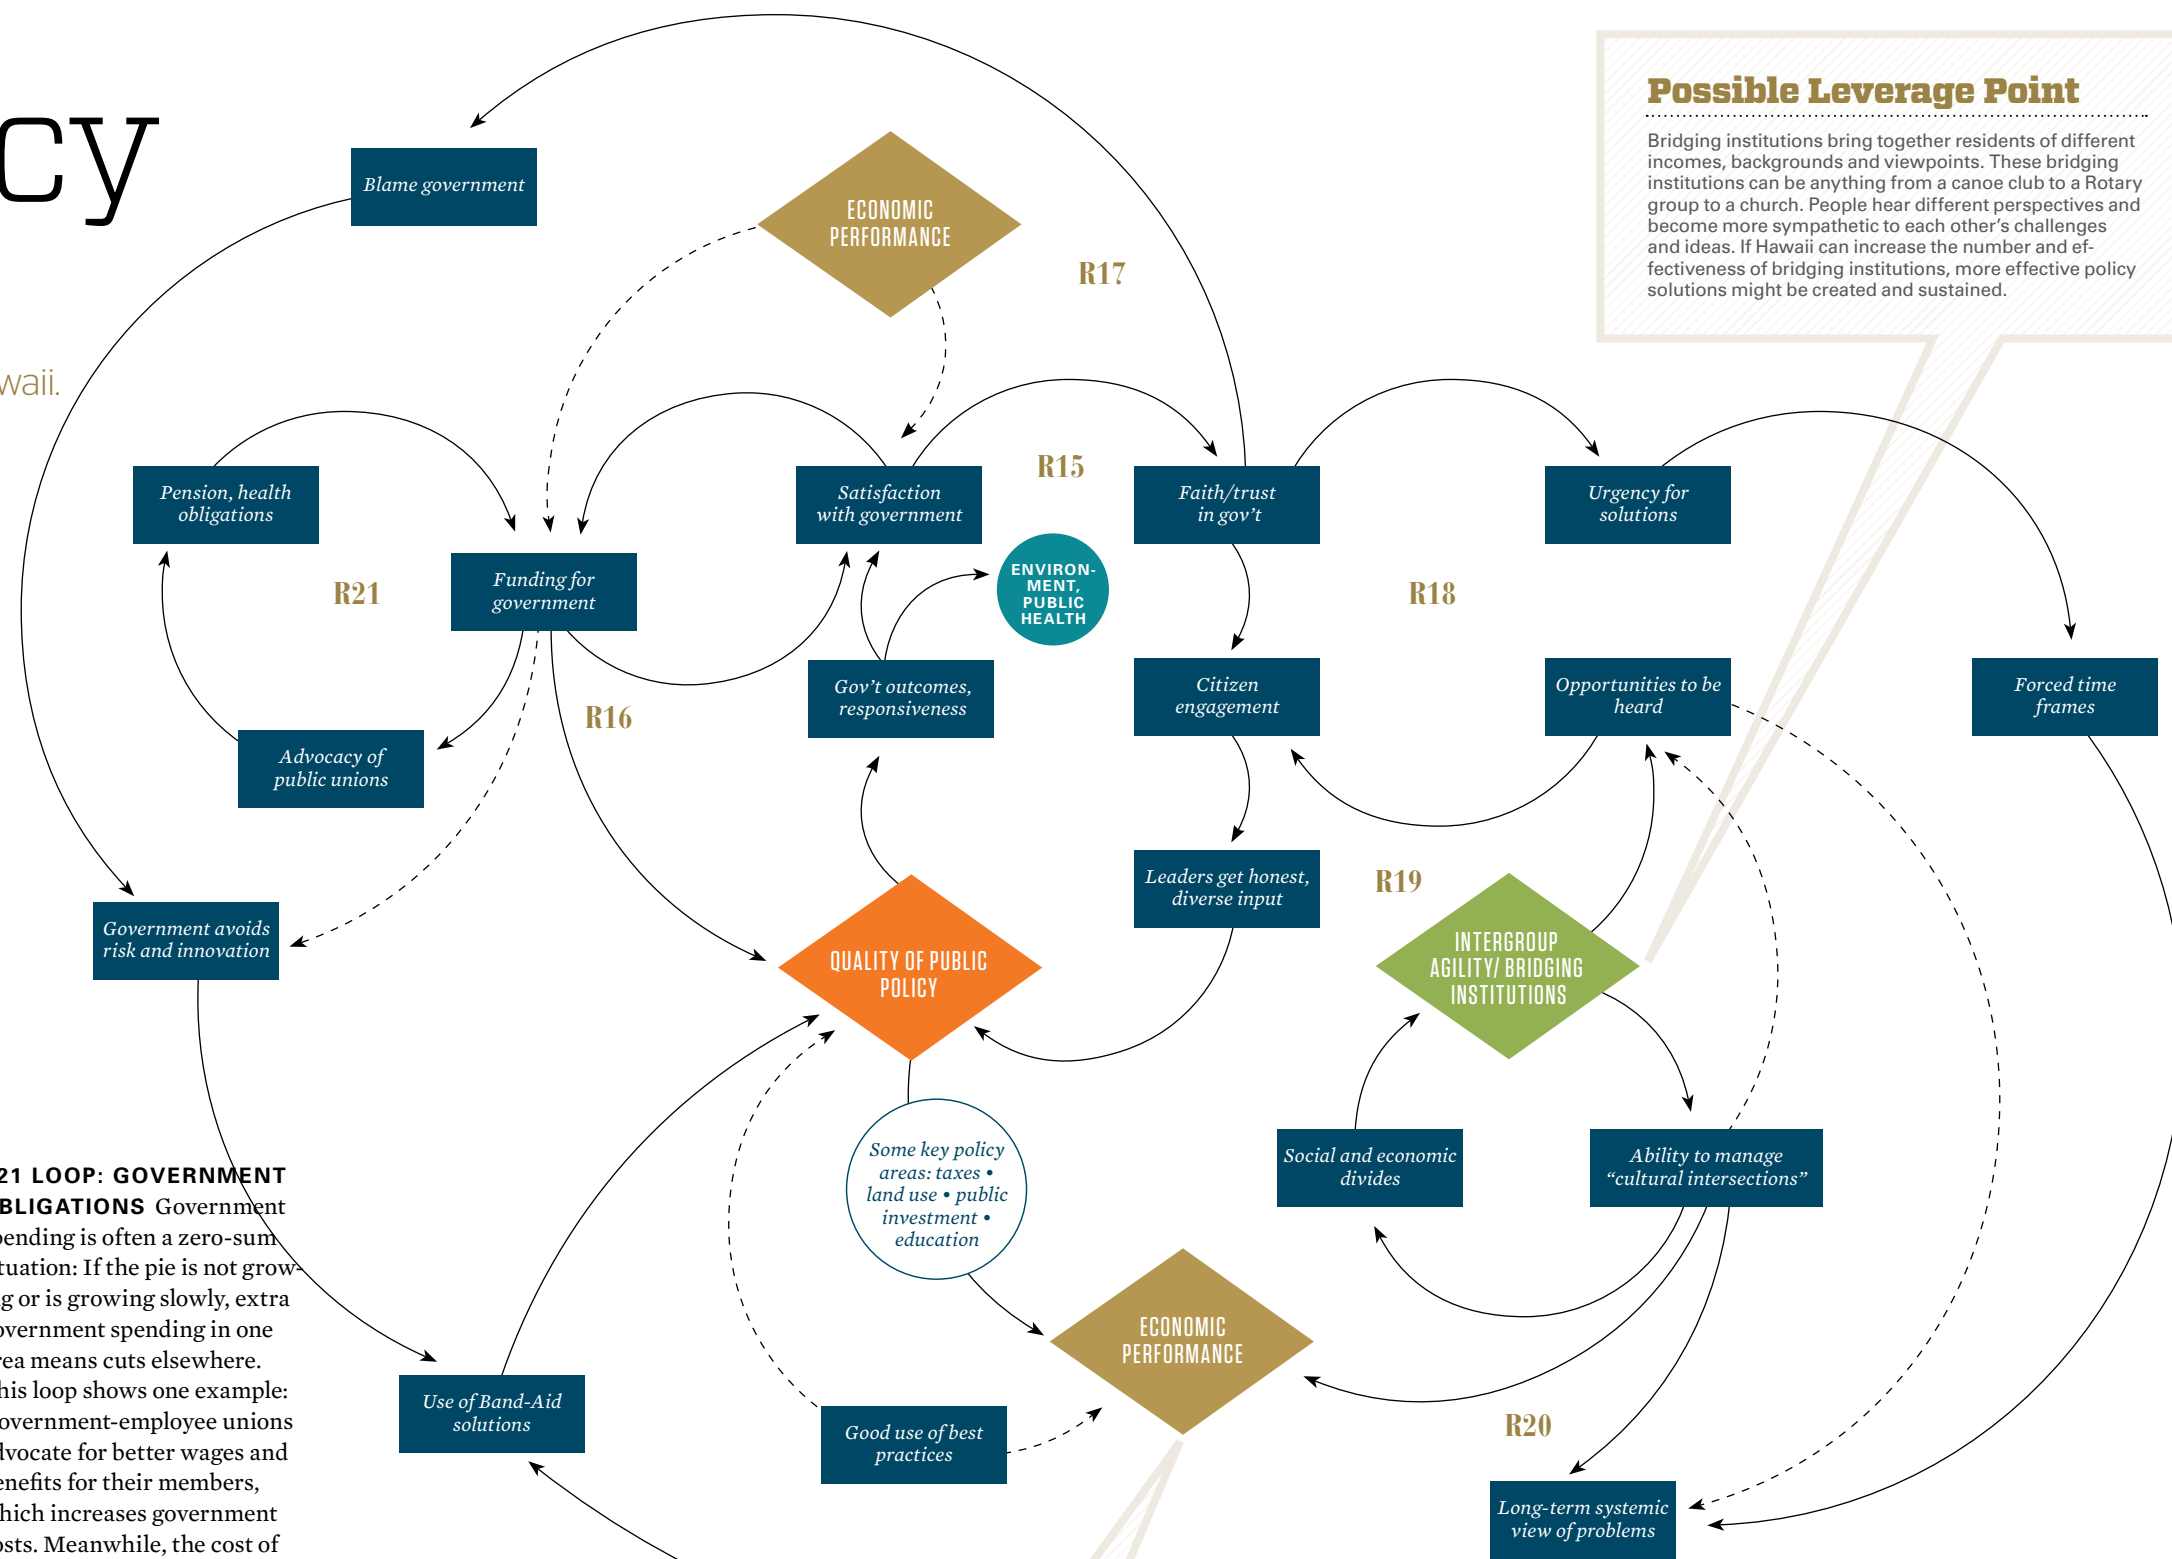 cy
waii.
Possible Leverage Point
Bridging institutions bring together residents of different
incomes, backgrounds and viewpoints. These bridging
institutions can be anything from a canoe club to a Rotary
group to a church. People hear different perspectives and
become more sympathetic to each other's challenges
and ideas. If Hawaii can increase the number and ef-
fectiveness of bridging institutions, more effective policy
solutions might be created and sustained.
Blame government
ECONOMIC
PERFORMANCE
R17
R15
Pension, health
obligations
Satisfaction
with government
Faith/trust
in gov't
Urgency for
solutions
R21
Funding for
government
ENVIRON-
MENT,
PUBLIC
HEALTH
R18
R16
Gov't outcomes,
responsiveness
Citizen
engagement
Opportunities to be
heard
Forced time
frames
Advocacy of
public unions
Leaders get honest,
diverse input
R19
Government avoids
risk and innovation
QUALITY OF PUBLIC
POLICY
INTERGROUP
AGILITY/ BRIDGING
INSTITUTIONS
Some key policy
areas: taxes •
land use • public
investment •
education
Social and economic
divides
Ability to manage
"cultural intersections"
ECONOMIC
PERFORMANCE
Use of Band-Aid
solutions
Good use of best
practices
R20
Long-term systemic
view of problems
21 LOOP: GOVERNMENT
BLIGATIONS Government
pending is often a zero-sum
tuation: If the pie is not grow-
g or is growing slowly, extra
overnment spending in one
rea means cuts elsewhere.
his loop shows one example:
overnment-employee unions
dvocate for better wages and
enefits for their members,
hich increases government
osts. Meanwhile, the cost of